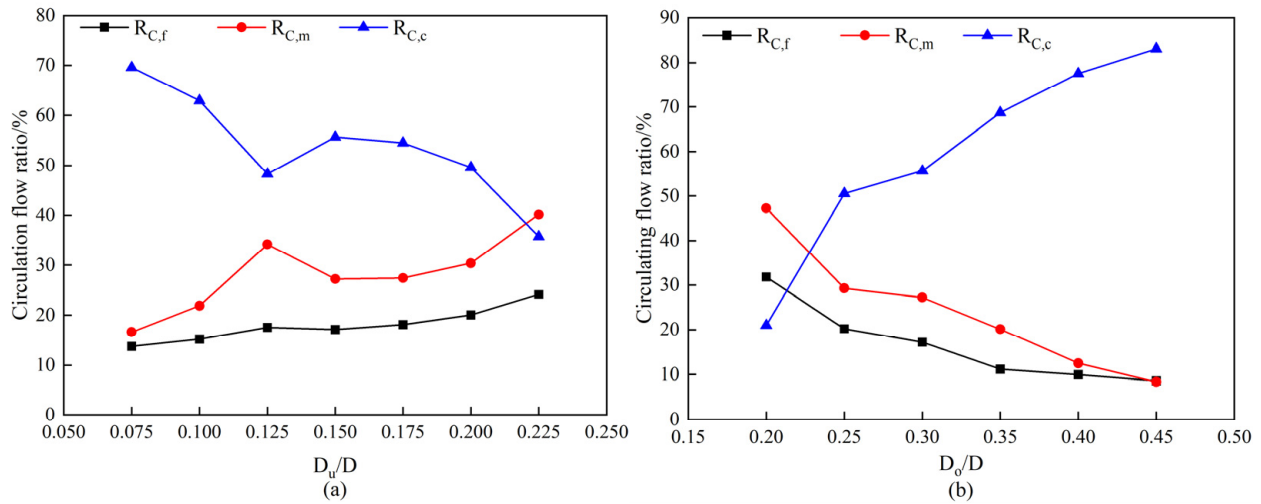 R_C,f R_C,m R_C,c
Circulation flow ratio/%
80
70
60
50
40
30
20
10
0
0.050 0.075 0.100 0.125 0.150 0.175 0.200 0.225 0.250
D_u/D
(a)
R_C,f R_C,m R_C,c
Circulating flow ratio/%
90
80
70
60
50
40
30
20
10
0
0.15 0.20 0.25 0.30 0.35 0.40 0.45 0.50
D_o/D
(b)